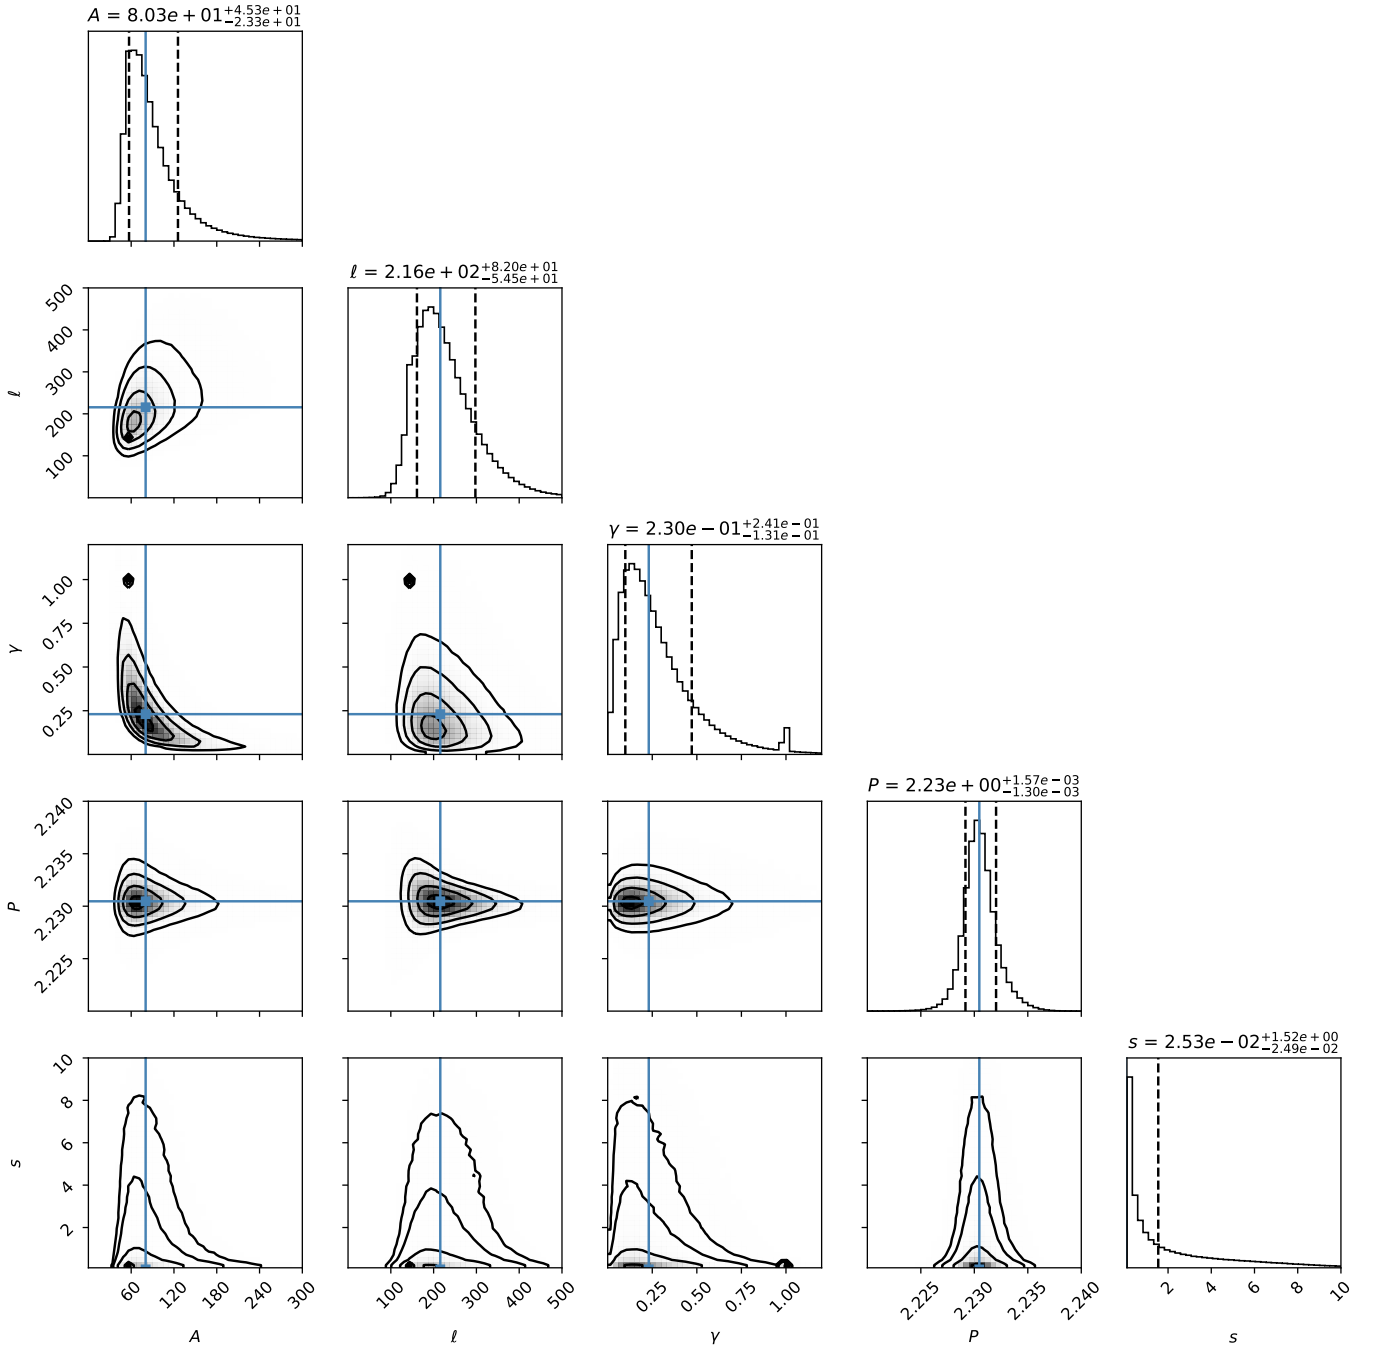 A = 8.03e + 01 +4.53e + 01 −2.33e + 01
ℓ = 2.16e + 02 +8.20e + 01 −5.45e + 01
500
400
300
200
100
ℓ
γ = 2.30e − 01 +2.41e − 01 −1.31e − 01
1.00
0.75
0.50
0.25
γ
P = 2.23e + 00 +1.57e − 03 −1.30e − 03
2.240
2.235
2.230
2.225
P
s = 2.53e − 02 +1.52e + 00 −2.49e − 02
10
8
6
4
2
s
60 120 180 240 300
100 200 300 400 500
0.25 0.50 0.75 1.00
2.225 2.230 2.235 2.240
2 4 6 8 10
A ℓ γ P s